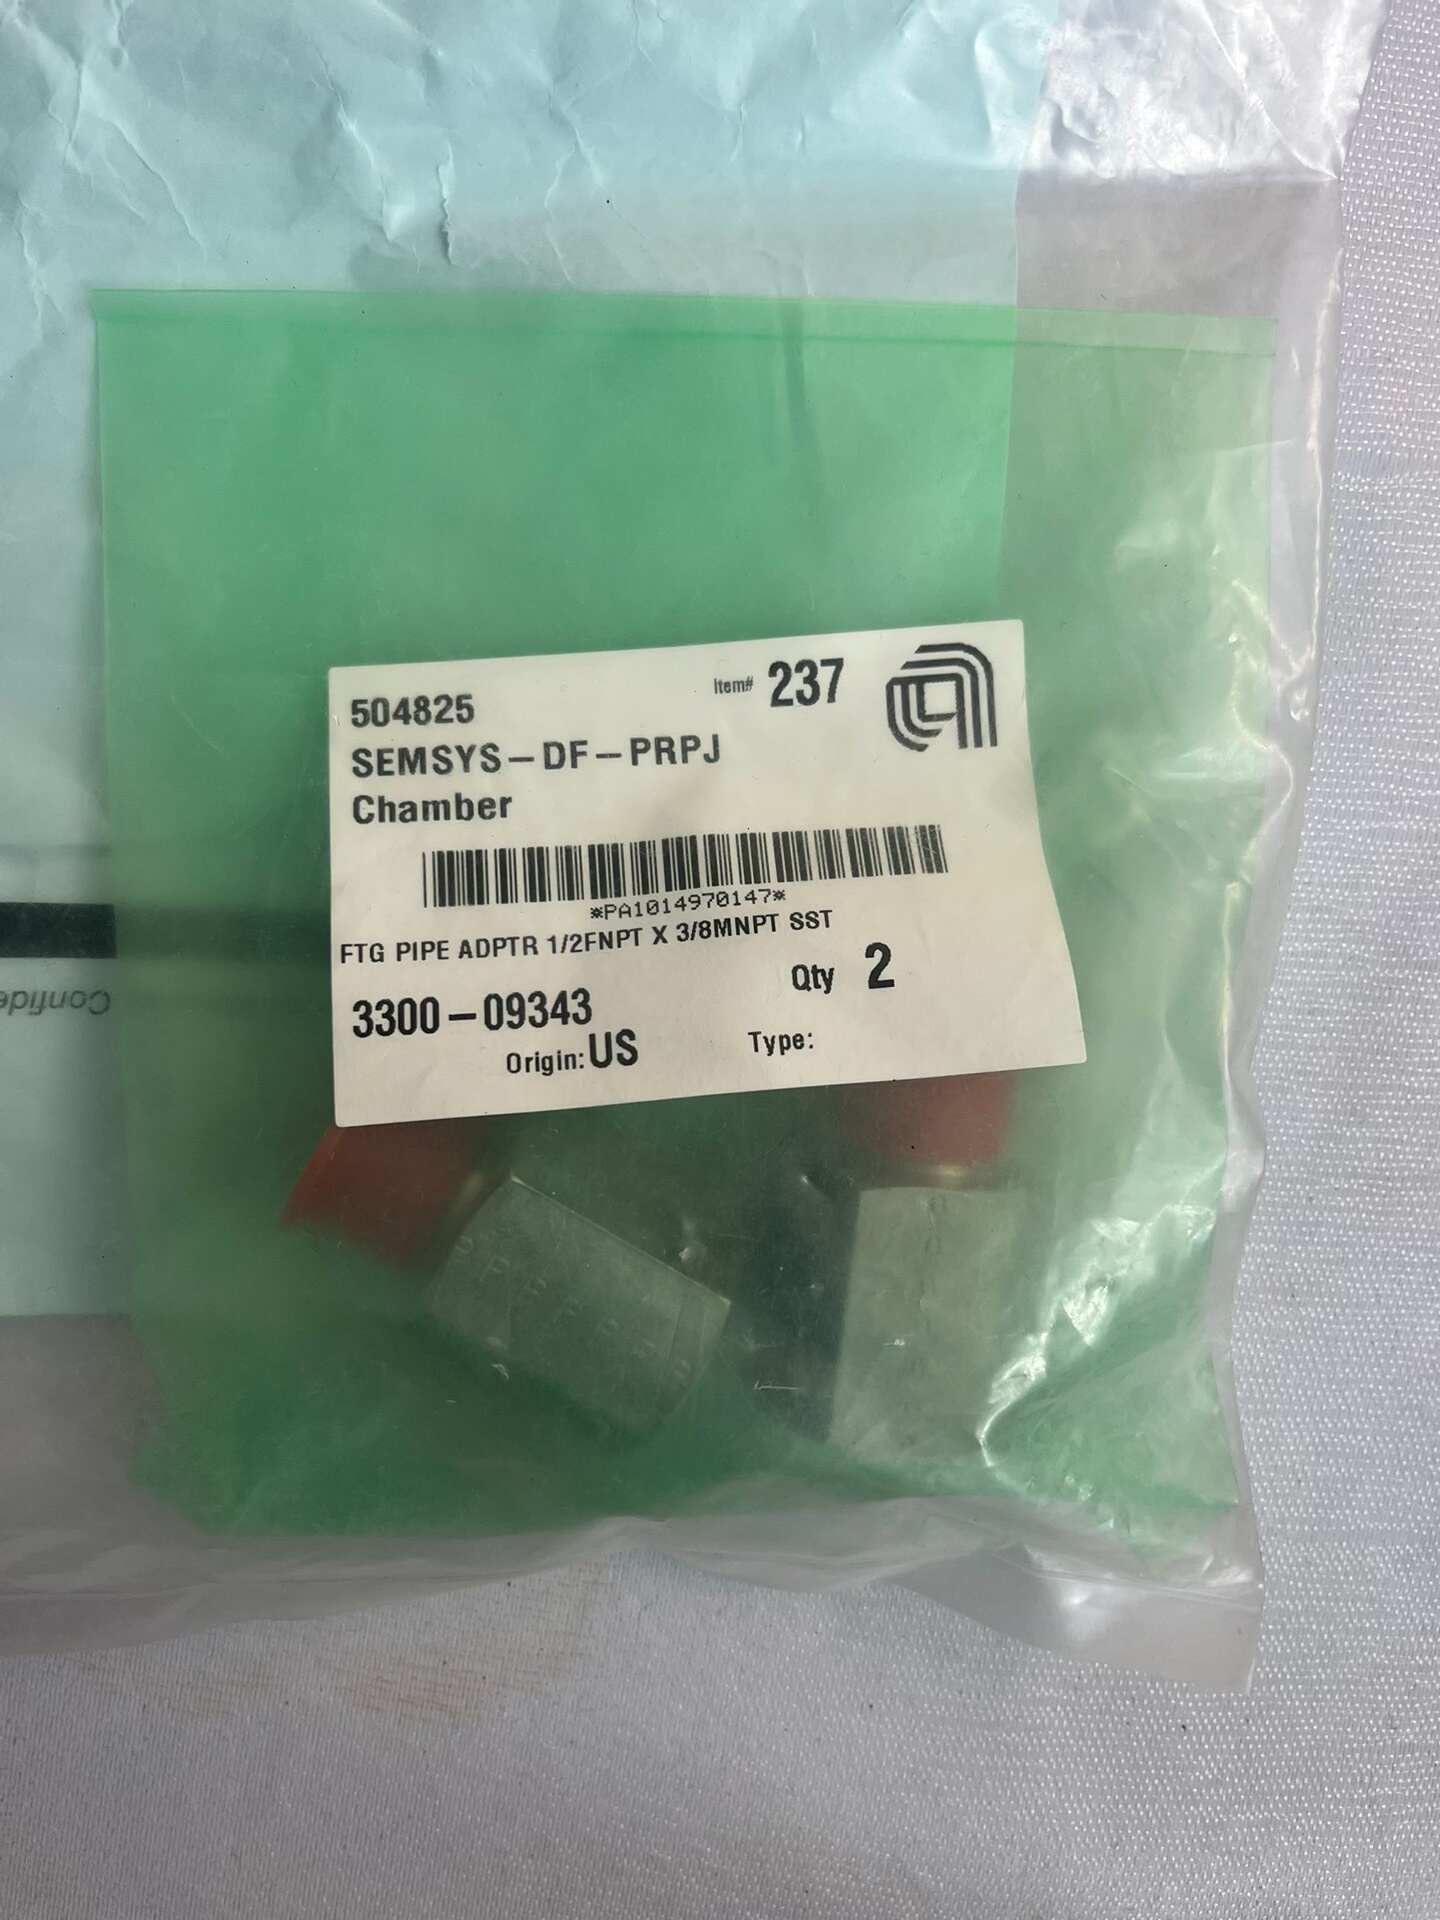 504825
Item# 237
SEMSYS-DF-PRPJ
Chamber
*PA1014970147*
FTG PIPE ADPTR 1/2FNPT X 3/8MNPT SST
Qty 2
3300-09343
Origin: US
Type: